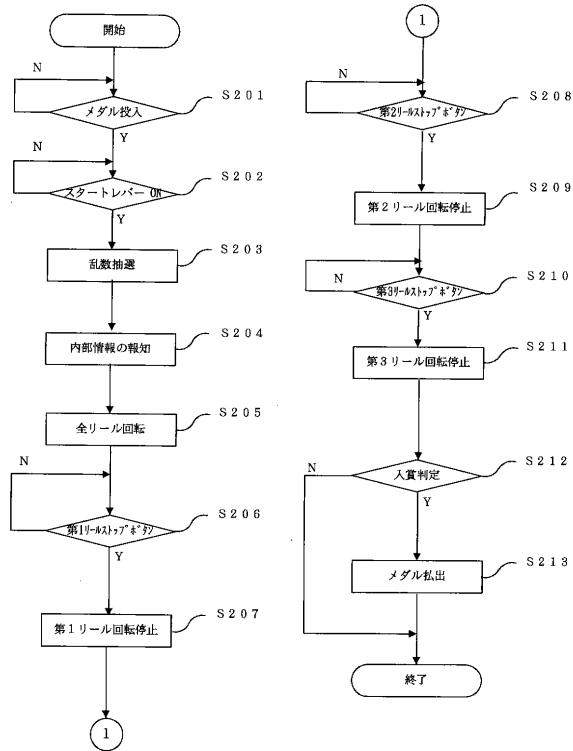 開始
N
メダル投入
S201
Y
N
スタートレバー ON
S202
Y
乱数抽選
S203
内部情報の報知
S204
全リール回転
S205
N
第1リールストップボタン
S206
Y
第1リール回転停止
S207
1
1
N
第2リールストップボタン
S208
Y
第2リール回転停止
S209
N
第3リールストップボタン
S210
Y
第3リール回転停止
S211
N
入賞判定
S212
Y
メダル払出
S213
終了